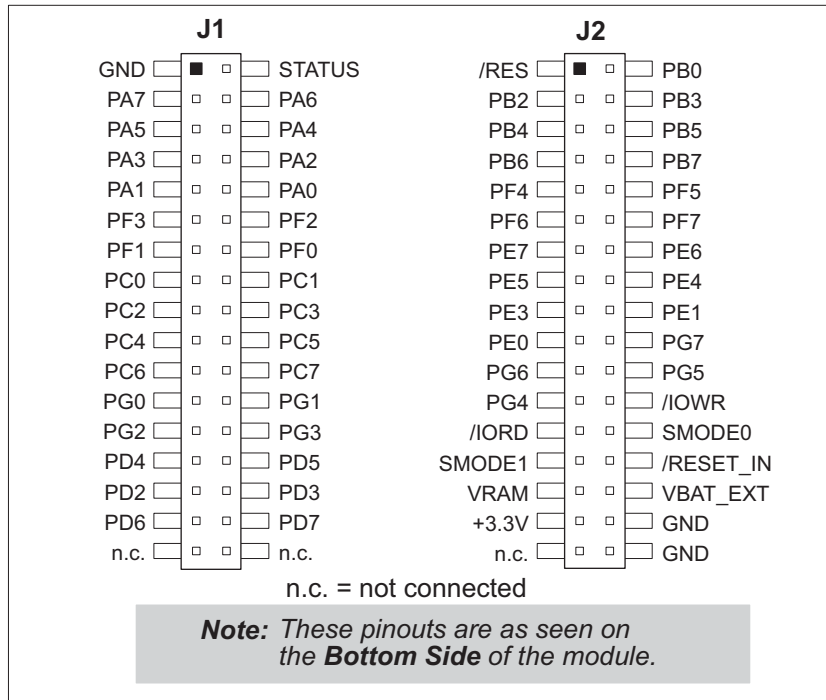 J1 J2
GND STATUS /RES PB0
PA7 PA6 PB2 PB3
PA5 PA4 PB4 PB5
PA3 PA2 PB6 PB7
PA1 PA0 PF4 PF5
PF3 PF2 PF6 PF7
PF1 PF0 PE7 PE6
PC0 PC1 PE5 PE4
PC2 PC3 PE3 PE1
PC4 PC5 PE0 PG7
PC6 PC7 PG6 PG5
PG0 PG1 PG4 /IOWR
PG2 PG3 /IORD SMODE0
PD4 PD5 SMODE1 /RESET_IN
PD2 PD3 VRAM VBAT_EXT
PD6 PD7 +3.3V GND
n.c. n.c. n.c. GND
n.c. = not connected
Note: These pinouts are as seen on
the Bottom Side of the module.